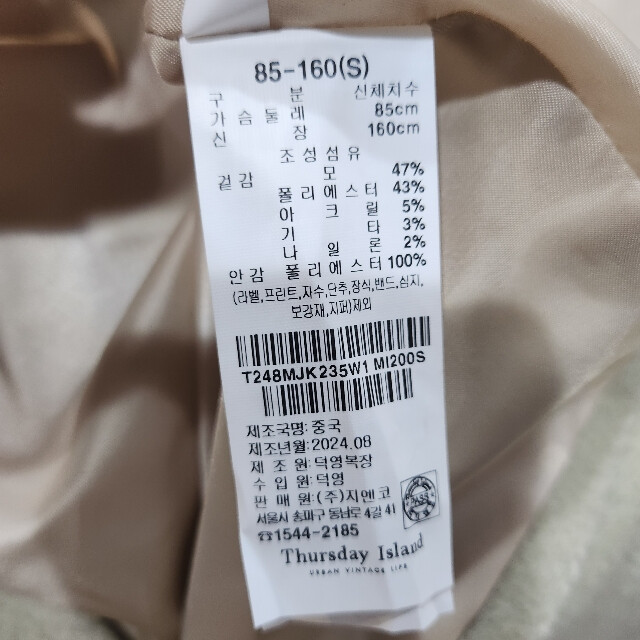 85-160(S)
구 분 신체치수
가슴둘레 85cm
신 장 160cm
조성섬유
겉감 모 47%
폴리에스터 43%
아크릴 5%
기 타 3%
나일론 2%
안감 폴리에스터 100%
(라벨,프린트,자수,단추,장식,밴드,심지,
보강재,지퍼)제외
T248MJK235W1 MI200S
제조국명:중국
제조년월:2024.08
제 조 원:덕영복장
수 입 원:덕영
판 매 원:(주)지엔코
서울시 송파구 동남로 4길 41
☎1544-2185
Thursday Island
URBAN VINTAGE LIFE